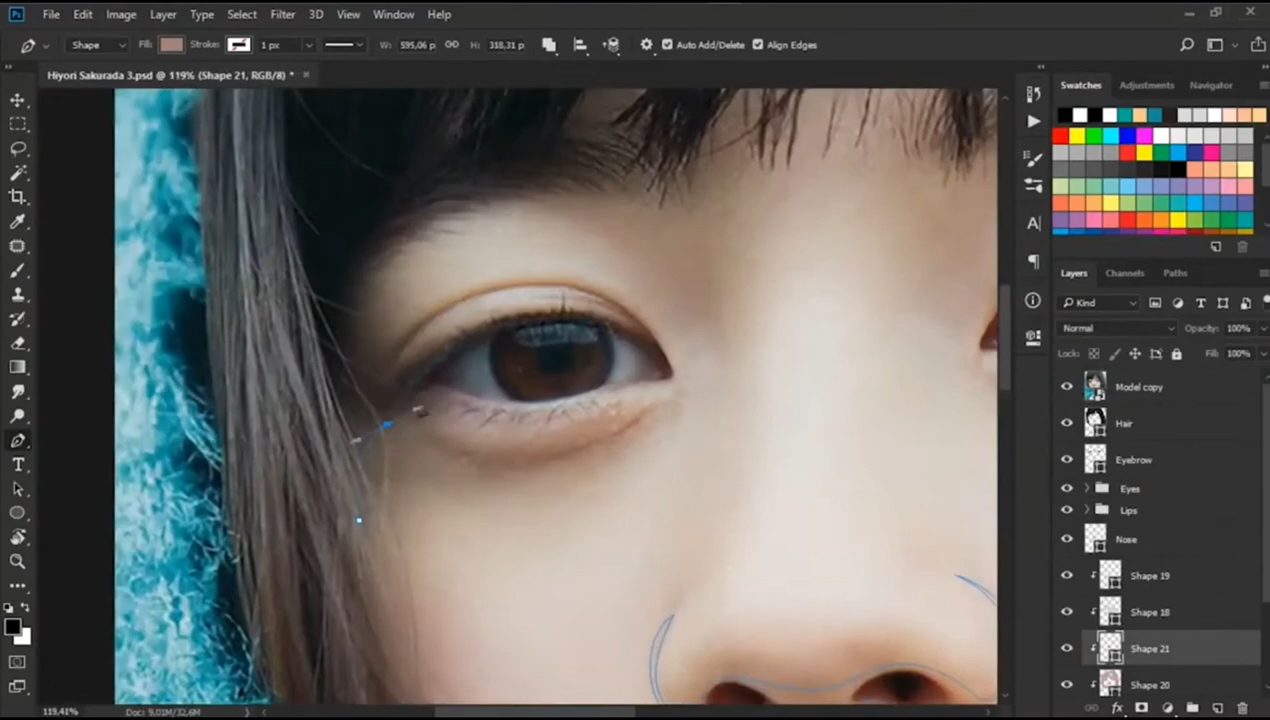 Ps File Edit Image Layer Type Select Filter 3D View Window Help
Shape Fill: Stroke: 1 px W: 595,06 p H: 318,31 p Auto Add/Delete Align Edges
Hiyori Sakurada 3.psd @ 119% (Shape 21, RGB/8) * ×
Swatches Adjustments Navigator
Layers Channels Paths
Kind
Normal Opacity: 100%
Lock: Fill: 100%
Model copy
Hair
Eyebrow
Eyes
Lips
Nose
Shape 19
Shape 18
Shape 21
Shape 20
119,41% Doc: 9,01M/32,6M